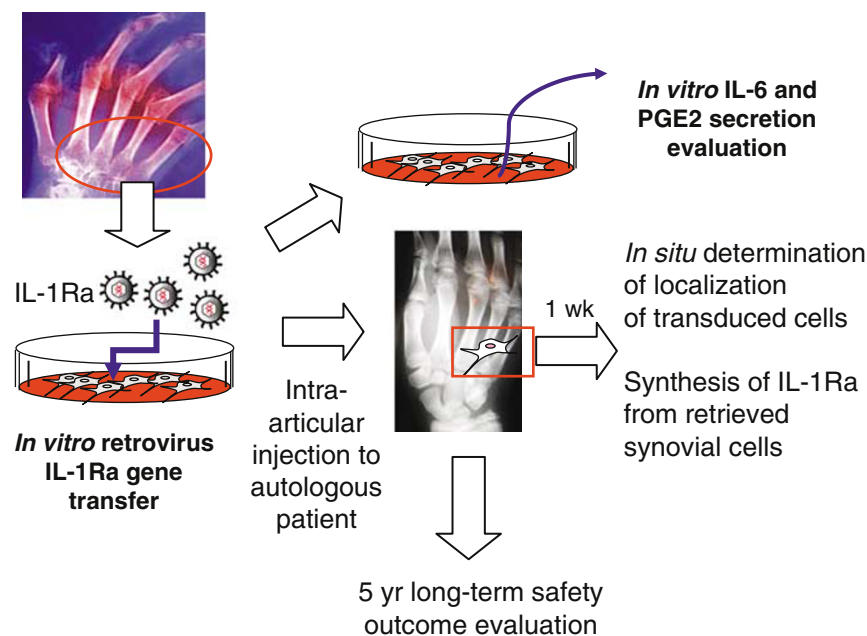 In vitro IL-6 and
PGE2 secretion
evaluation
IL-1Ra
In vitro retrovirus
IL-1Ra gene
transfer
Intra-
articular
injection to
autologous
patient
1 wk
In situ determination
of localization
of transduced cells
Synthesis of IL-1Ra
from retrieved
synovial cells
5 yr long-term safety
outcome evaluation